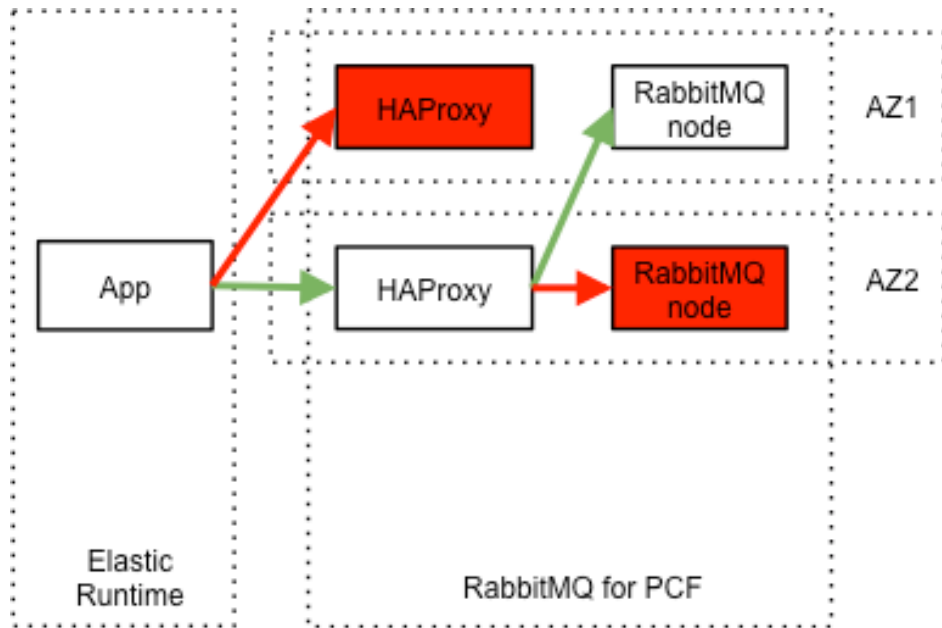 HAProxy
RabbitMQ
node
AZ1
App
HAProxy
RabbitMQ
node
AZ2
Elastic
Runtime
RabbitMQ for PCF